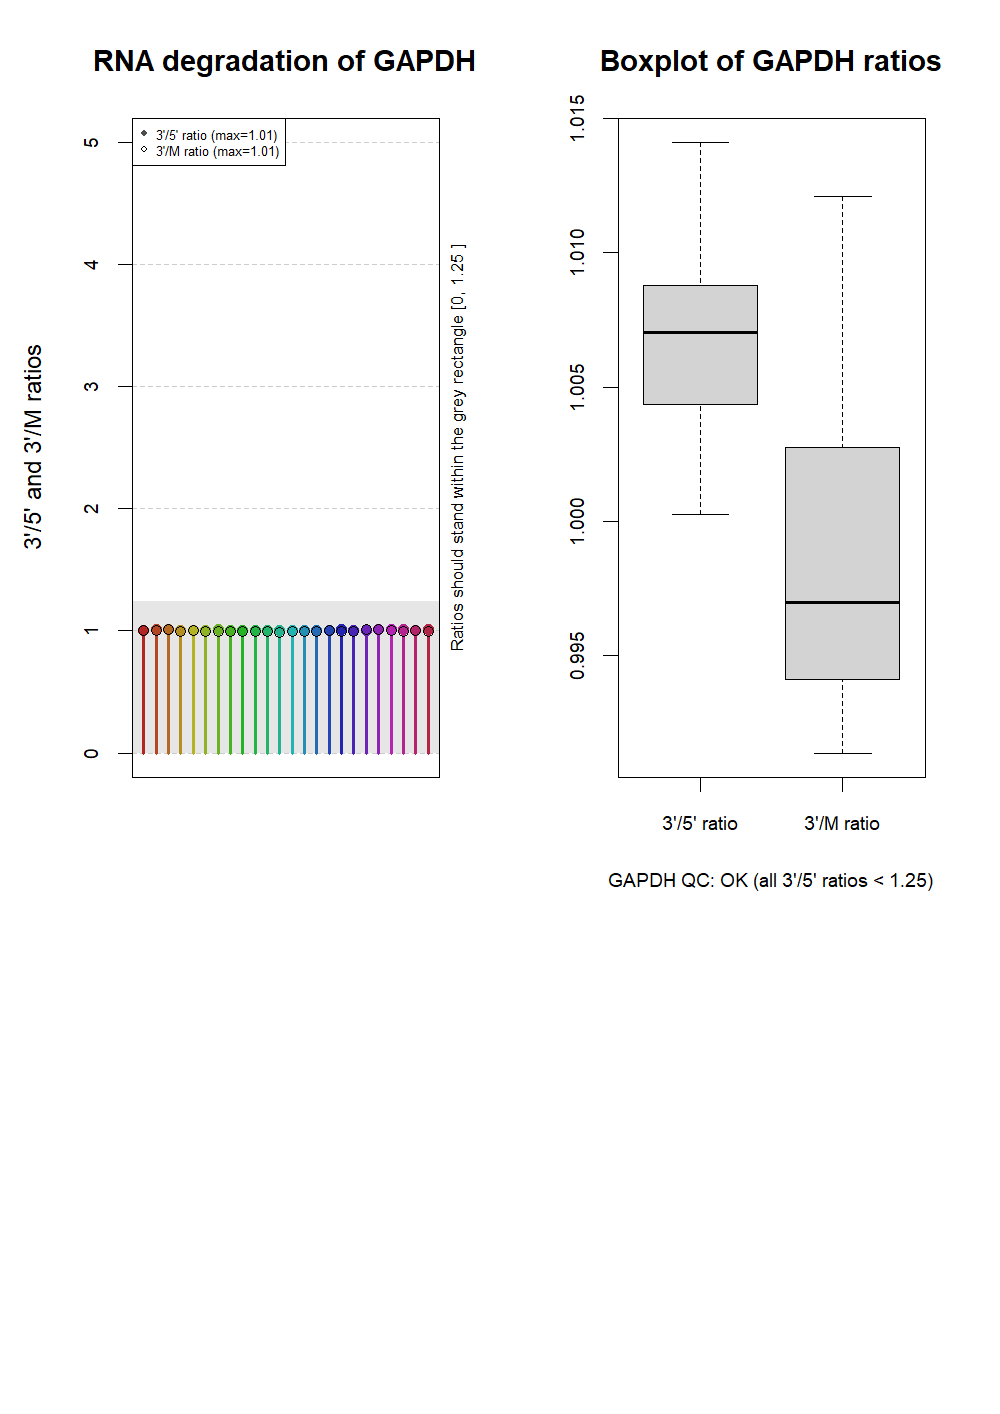 RNA degradation of GAPDH
3'/5' ratio (max=1.01)
3'/M ratio (max=1.01)
5
4
3
2
1
0
3'/5' and 3'/M ratios
Ratios should stand within the grey rectangle [0, 1.25 ]
Boxplot of GAPDH ratios
1.015
1.010
1.005
1.000
0.995
3'/5' ratio
3'/M ratio
GAPDH QC: OK (all 3'/5' ratios < 1.25)